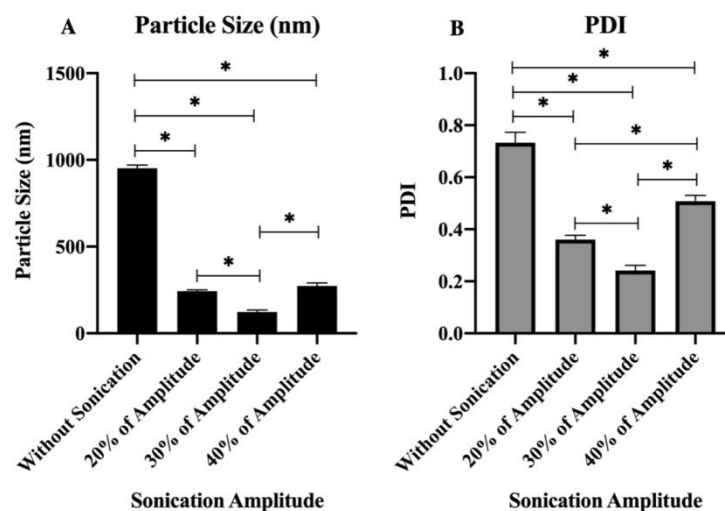 A Particle Size (nm)
Particle Size (nm)
1500
1000
500
0
* * * * *
Without Sonication
20% of Amplitude
30% of Amplitude
40% of Amplitude
Sonication Amplitude
B PDI
PDI
1.0
0.8
0.6
0.4
0.2
0.0
* * * * * *
Without Sonication
20% of Amplitude
30% of Amplitude
40% of Amplitude
Sonication Amplitude